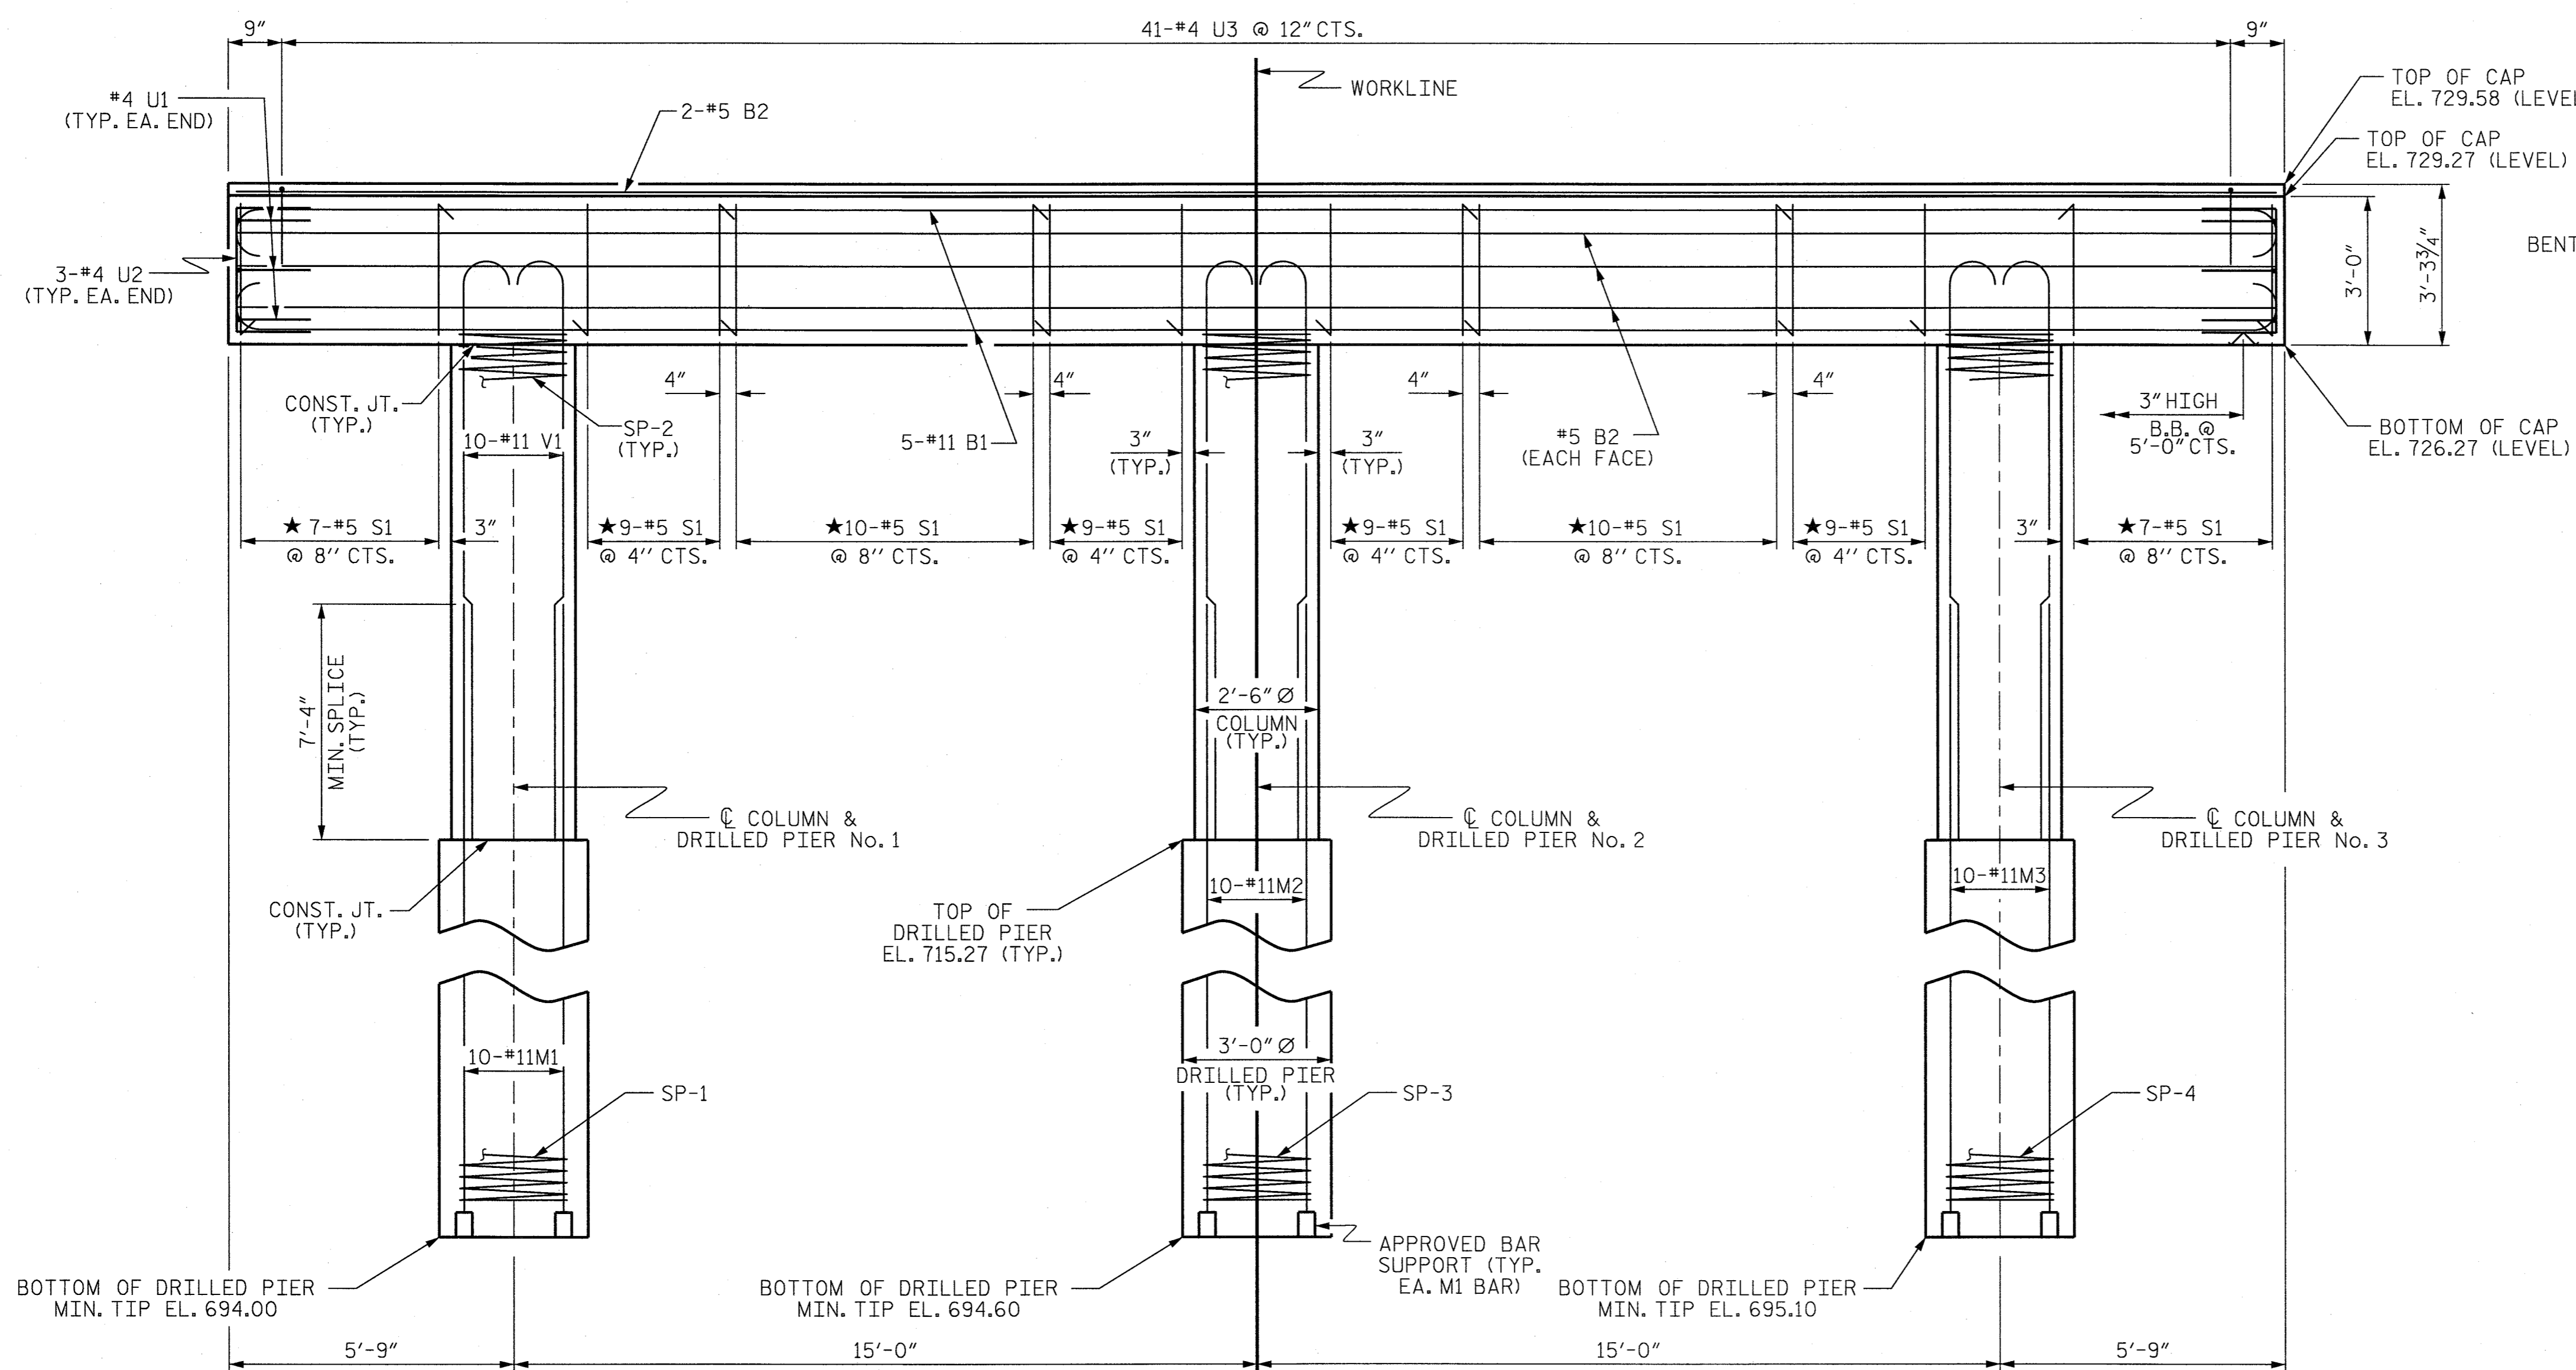 9"
41-#4 U3 @ 12" CTS.
9"
WORKLINE
TOP OF CAP
EL. 729.58 (LEVEL
#4 U1
(TYP. EA. END)
2-#5 B2
TOP OF CAP
EL. 729.27 (LEVEL)
3-#4 U2
(TYP. EA. END)
3'-0"
3'-3¾"
BENT
CONST. JT.
(TYP.)
SP-2
(TYP.)
10-#11 V1
4"
4"
5-#11 B1
3"
(TYP.)
3"
(TYP.)
4"
#5 B2
(EACH FACE)
4"
3" HIGH
B.B. @
5'-0" CTS.
BOTTOM OF CAP
EL. 726.27 (LEVEL)
★ 7-#5 S1
@ 8'' CTS.
3"
★9-#5 S1
@ 4'' CTS.
★10-#5 S1
@ 8'' CTS.
★9-#5 S1
@ 4'' CTS.
★9-#5 S1
@ 4'' CTS.
★10-#5 S1
@ 8'' CTS.
★9-#5 S1
@ 4'' CTS.
3"
★7-#5 S1
@ 8'' CTS.
7'-4"
MIN. SPLICE
(TYP.)
2'-6" Ø
COLUMN
(TYP.)
℄ COLUMN &
DRILLED PIER No. 1
℄ COLUMN &
DRILLED PIER No. 2
℄ COLUMN &
DRILLED PIER No. 3
CONST. JT.
(TYP.)
TOP OF
DRILLED PIER
EL. 715.27 (TYP.)
10-#11M2
10-#11M3
10-#11M1
3'-0" Ø
DRILLED PIER
(TYP.)
SP-1
SP-3
SP-4
APPROVED BAR
SUPPORT (TYP.
EA. M1 BAR)
BOTTOM OF DRILLED PIER
MIN. TIP EL. 694.00
BOTTOM OF DRILLED PIER
MIN. TIP EL. 694.60
BOTTOM OF DRILLED PIER
MIN. TIP EL. 695.10
5'-9"
15'-0"
15'-0"
5'-9"